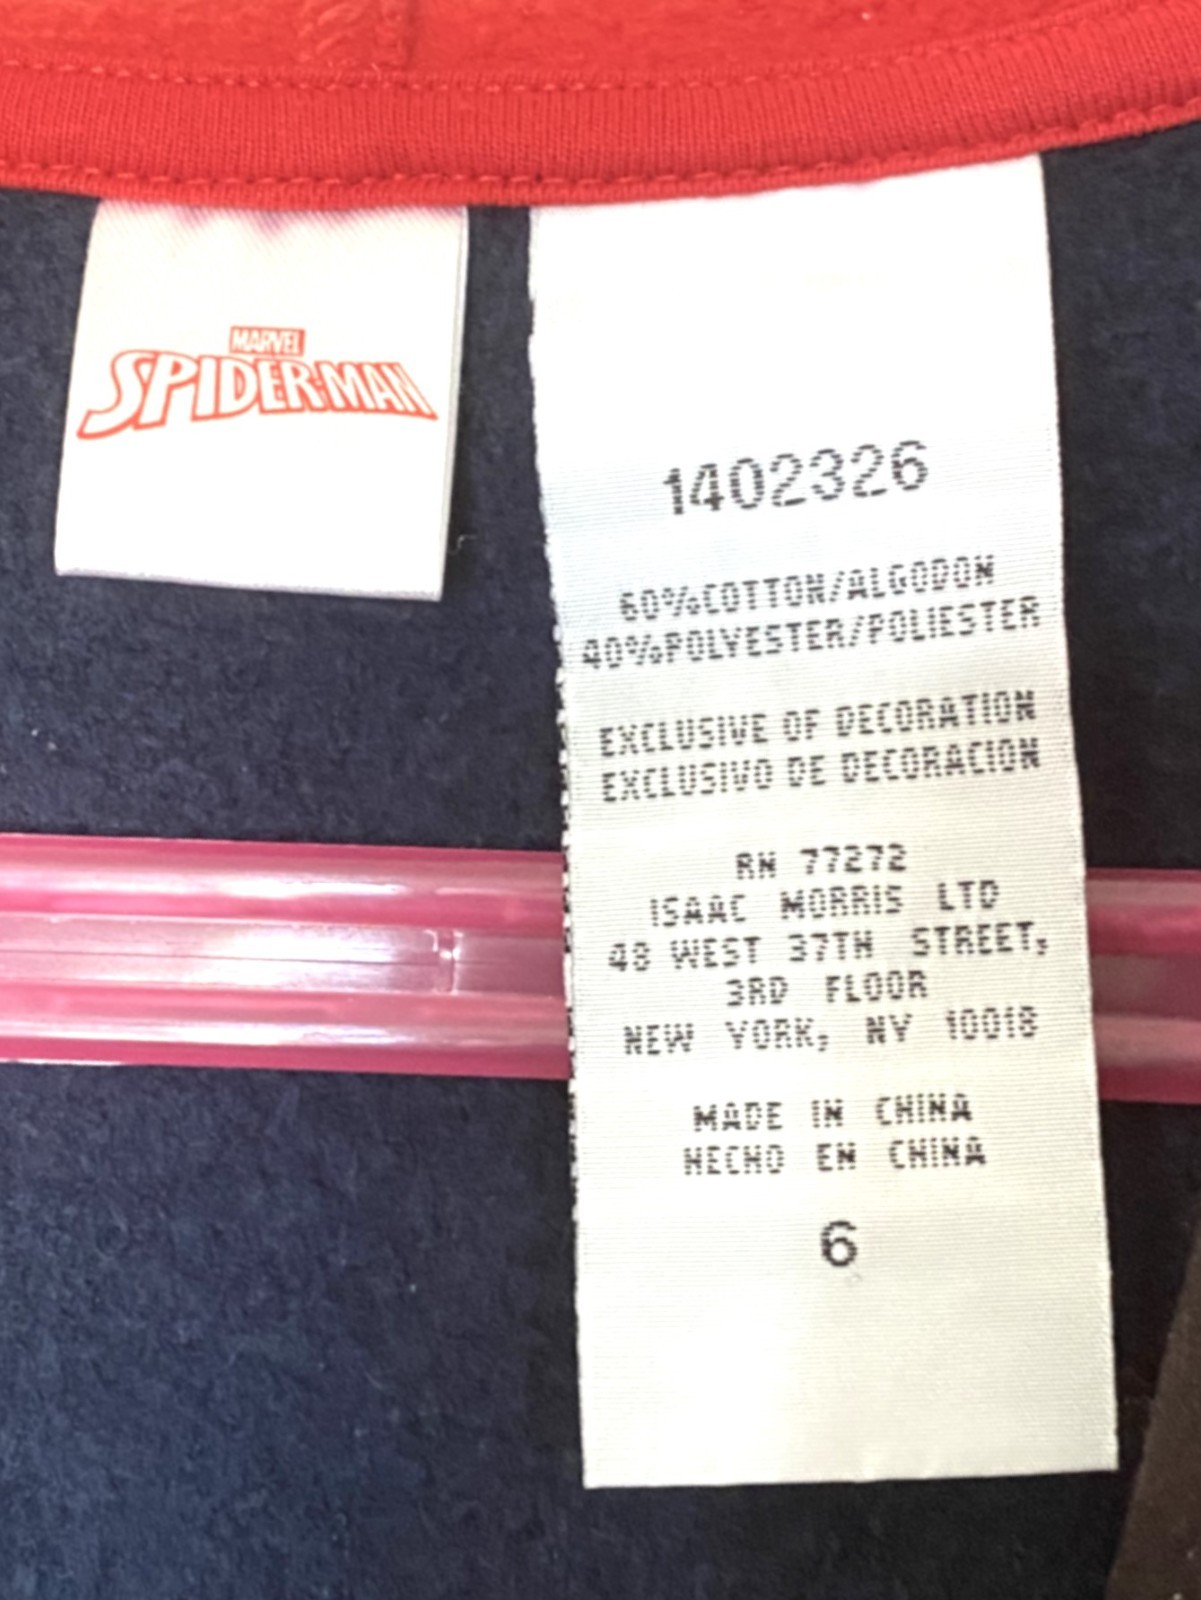 MARVEL
SPIDER-MAN
1402326
60%COTTON/ALGODON
40%POLYESTER/POLIESTER
EXCLUSIVE OF DECORATION
EXCLUSIVO DE DECORACION
RN 77272
ISAAC MORRIS LTD
48 WEST 37TH STREET,
3RD FLOOR
NEW YORK, NY 10018
MADE IN CHINA
HECHO EN CHINA
6